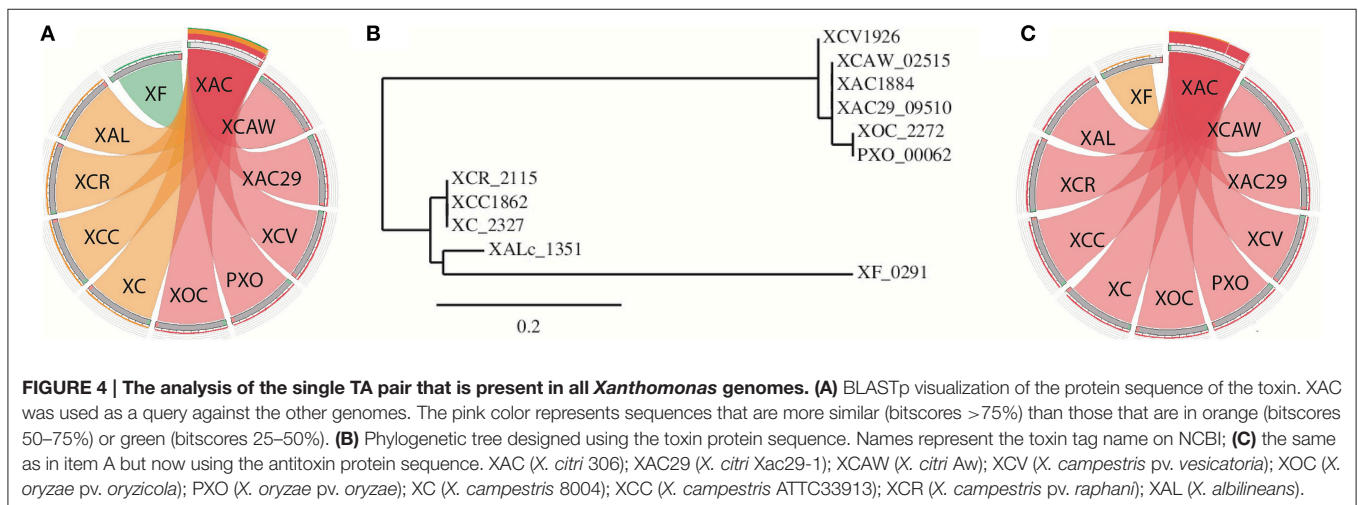 A
XF
XAC
XAL
XCAW
XCR
XAC29
XCC
XCV
XC
XOC
PXO
B
XCV1926
XCAW_02515
XAC1884
XAC29_09510
XOC_2272
PXO_00062
XCR_2115
XCC1862
XC_2327
XALc_1351
XF_0291
0.2
C
XF
XAC
XAL
XCAW
XCR
XAC29
XCC
XCV
XC
XOC
PXO
FIGURE 4 | The analysis of the single TA pair that is present in all Xanthomonas genomes. (A) BLASTp visualization of the protein sequence of the toxin. XAC
was used as a query against the other genomes. The pink color represents sequences that are more similar (bitscores >75%) than those that are in orange (bitscores
50–75%) or green (bitscores 25–50%). (B) Phylogenetic tree designed using the toxin protein sequence. Names represent the toxin tag name on NCBI; (C) the same
as in item A but now using the antitoxin protein sequence. XAC (X. citri 306); XAC29 (X. citri Xac29-1); XCAW (X. citri Aw); XCV (X. campestris pv. vesicatoria); XOC (X.
oryzae pv. oryzicola); PXO (X. oryzae pv. oryzae); XC (X. campestris 8004); XCC (X. campestris ATTC33913); XCR (X. campestris pv. raphani); XAL (X. albilineans).